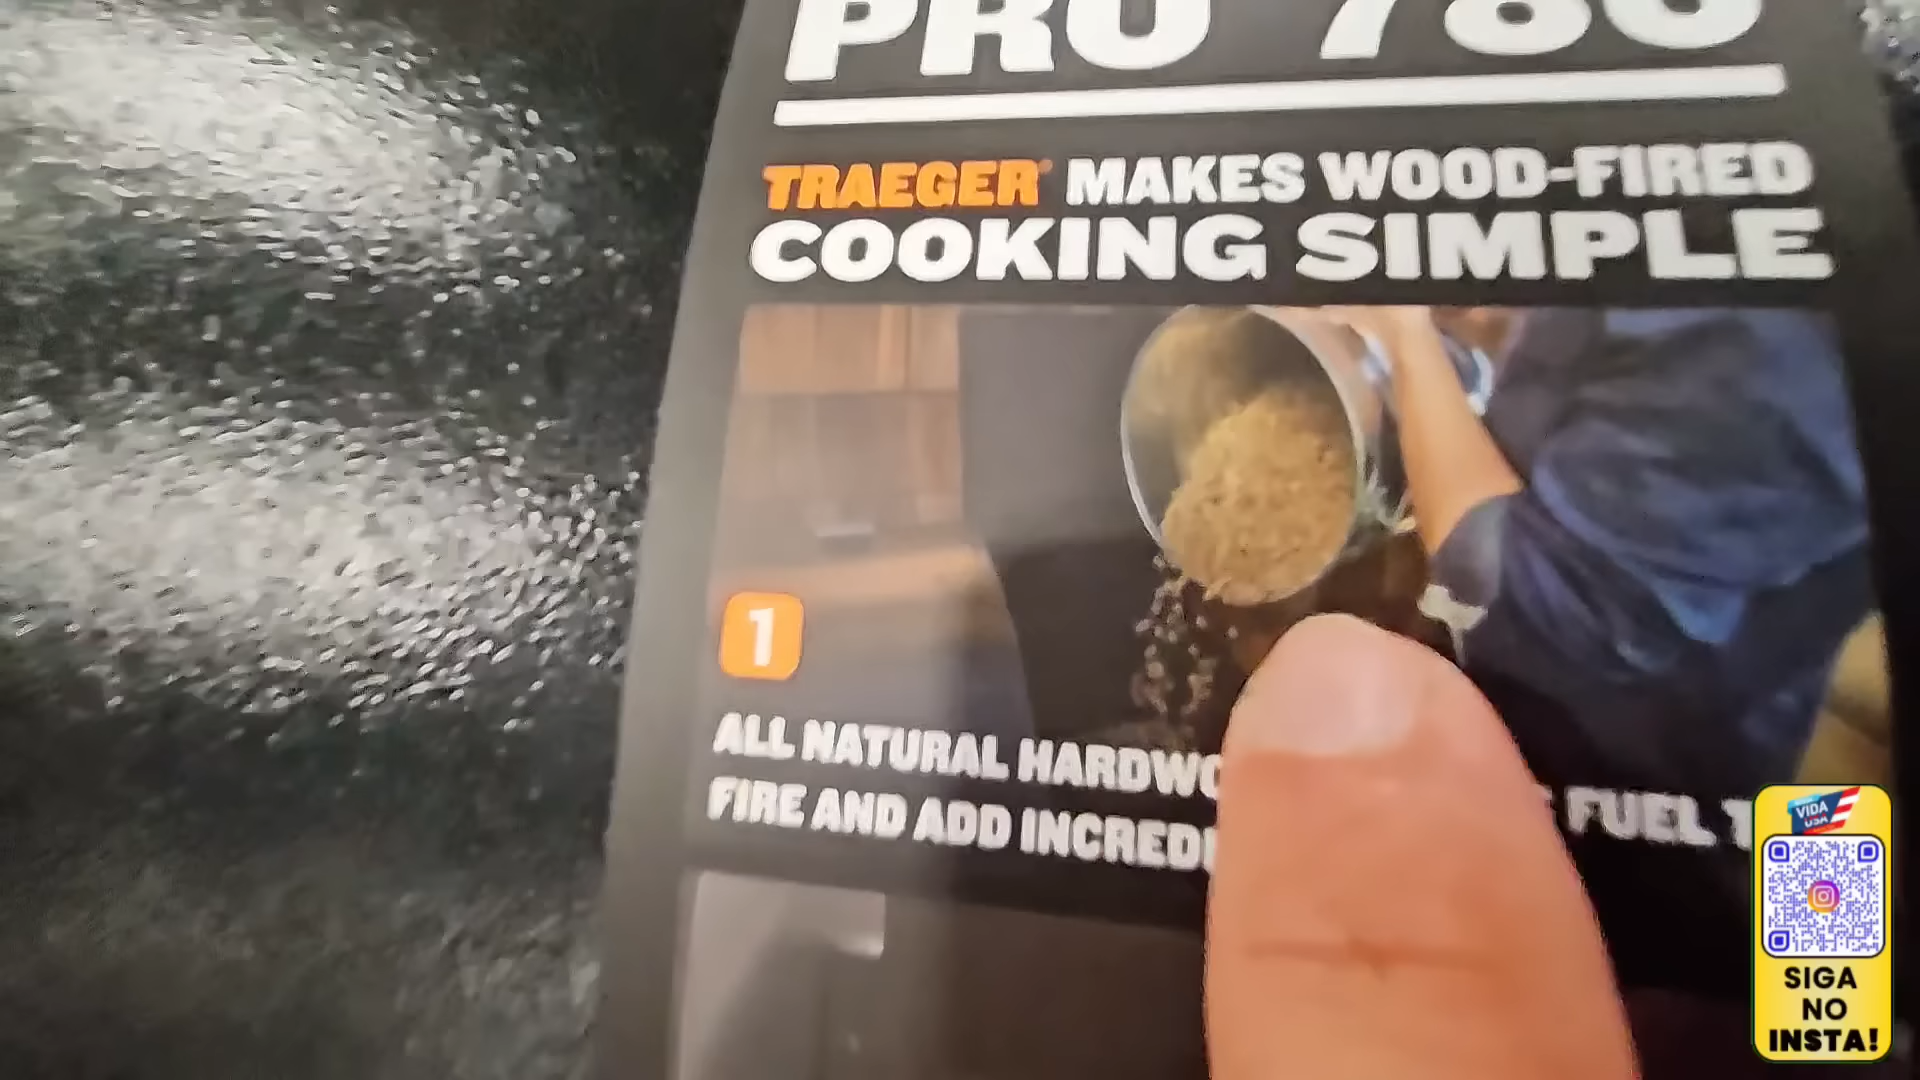 PRO 780
TRAEGER® MAKES WOOD-FIRED
COOKING SIMPLE
1
ALL NATURAL HARDWO FUEL T
FIRE AND ADD INCREDI
VIDA
USA
SIGA
NO
INSTA!